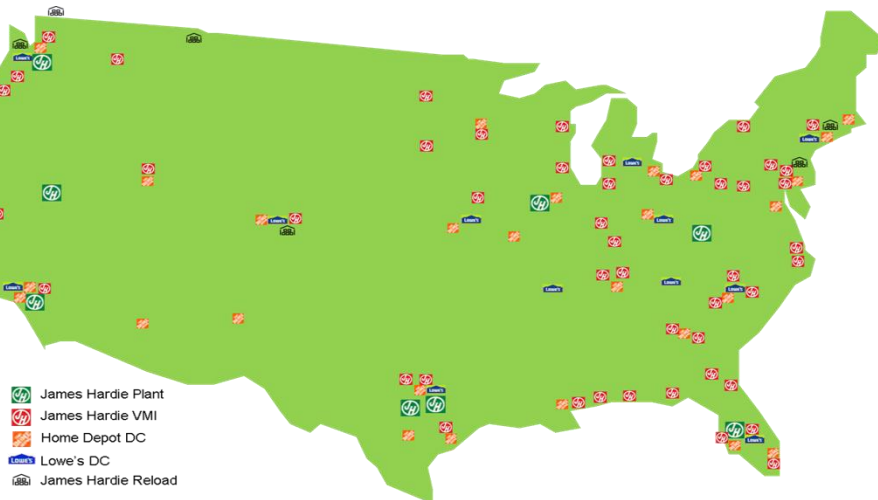 James Hardie Plant
James Hardie VMI
Home Depot DC
Lowe's DC
James Hardie Reload